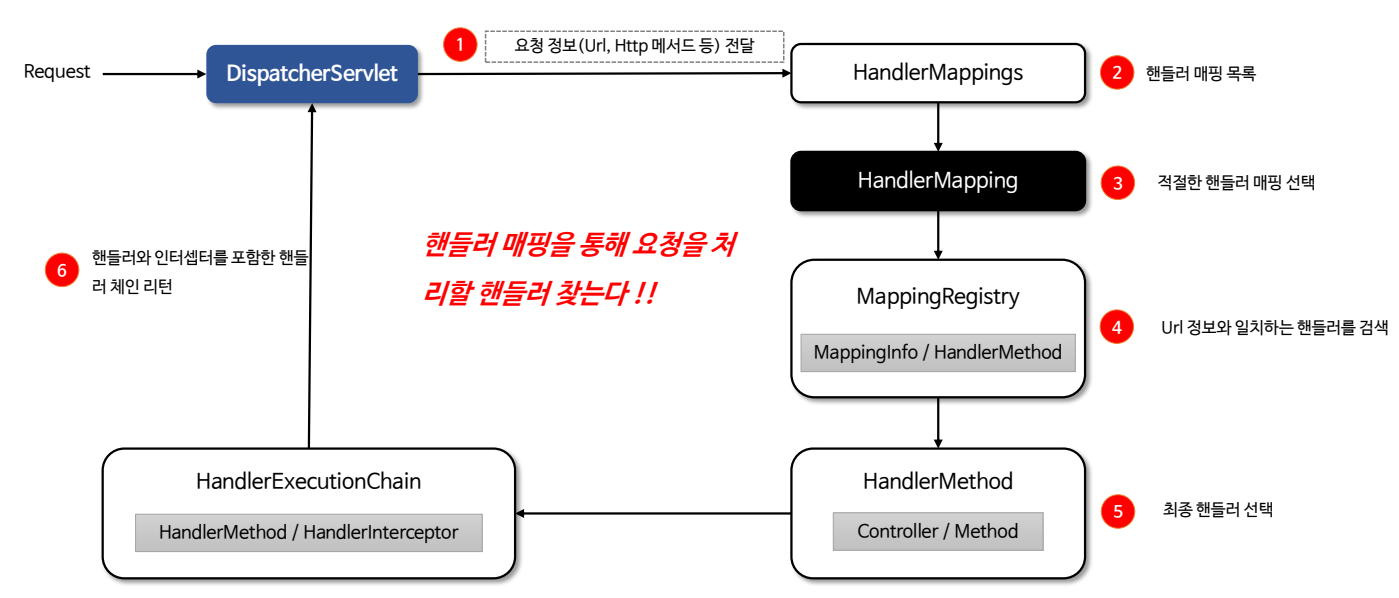 1
요청 정보(Url, Http 메서드 등) 전달
Request
DispatcherServlet
HandlerMappings
2
핸들러 매핑 목록
HandlerMapping
3
적절한 핸들러 매핑 선택
핸들러 매핑을 통해 요청을 처
리할 핸들러 찾는다 !!
6
핸들러와 인터셉터를 포함한 핸들
러 체인 리턴
MappingRegistry
MappingInfo / HandlerMethod
4
Url 정보와 일치하는 핸들러를 검색
HandlerExecutionChain
HandlerMethod / HandlerInterceptor
HandlerMethod
Controller / Method
5
최종 핸들러 선택